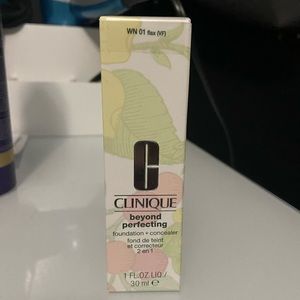 WN 01 flax (VF)
C
CLINIQUE
beyond
perfecting
foundation + concealer
fond de teint
et correcteur
2 en 1
1 FL.OZ.LIQ./
30 ml ℮